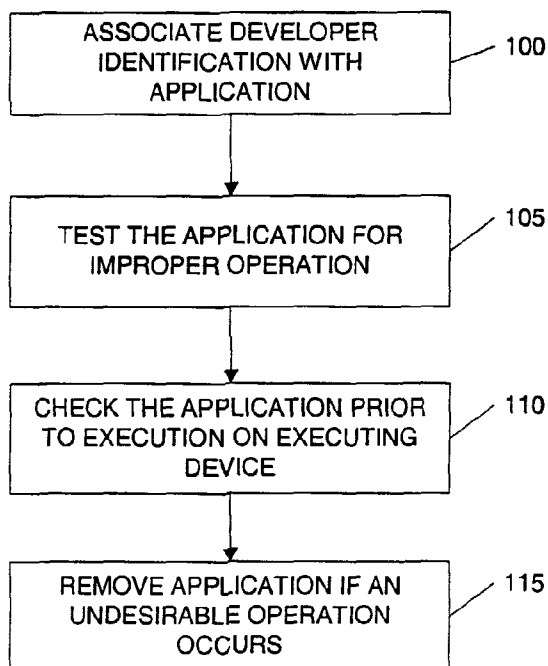 ASSOCIATE DEVELOPER
IDENTIFICATION WITH
APPLICATION
100
TEST THE APPLICATION FOR
IMPROPER OPERATION
105
CHECK THE APPLICATION PRIOR
TO EXECUTION ON EXECUTING
DEVICE
110
REMOVE APPLICATION IF AN
UNDESIRABLE OPERATION
OCCURS
115